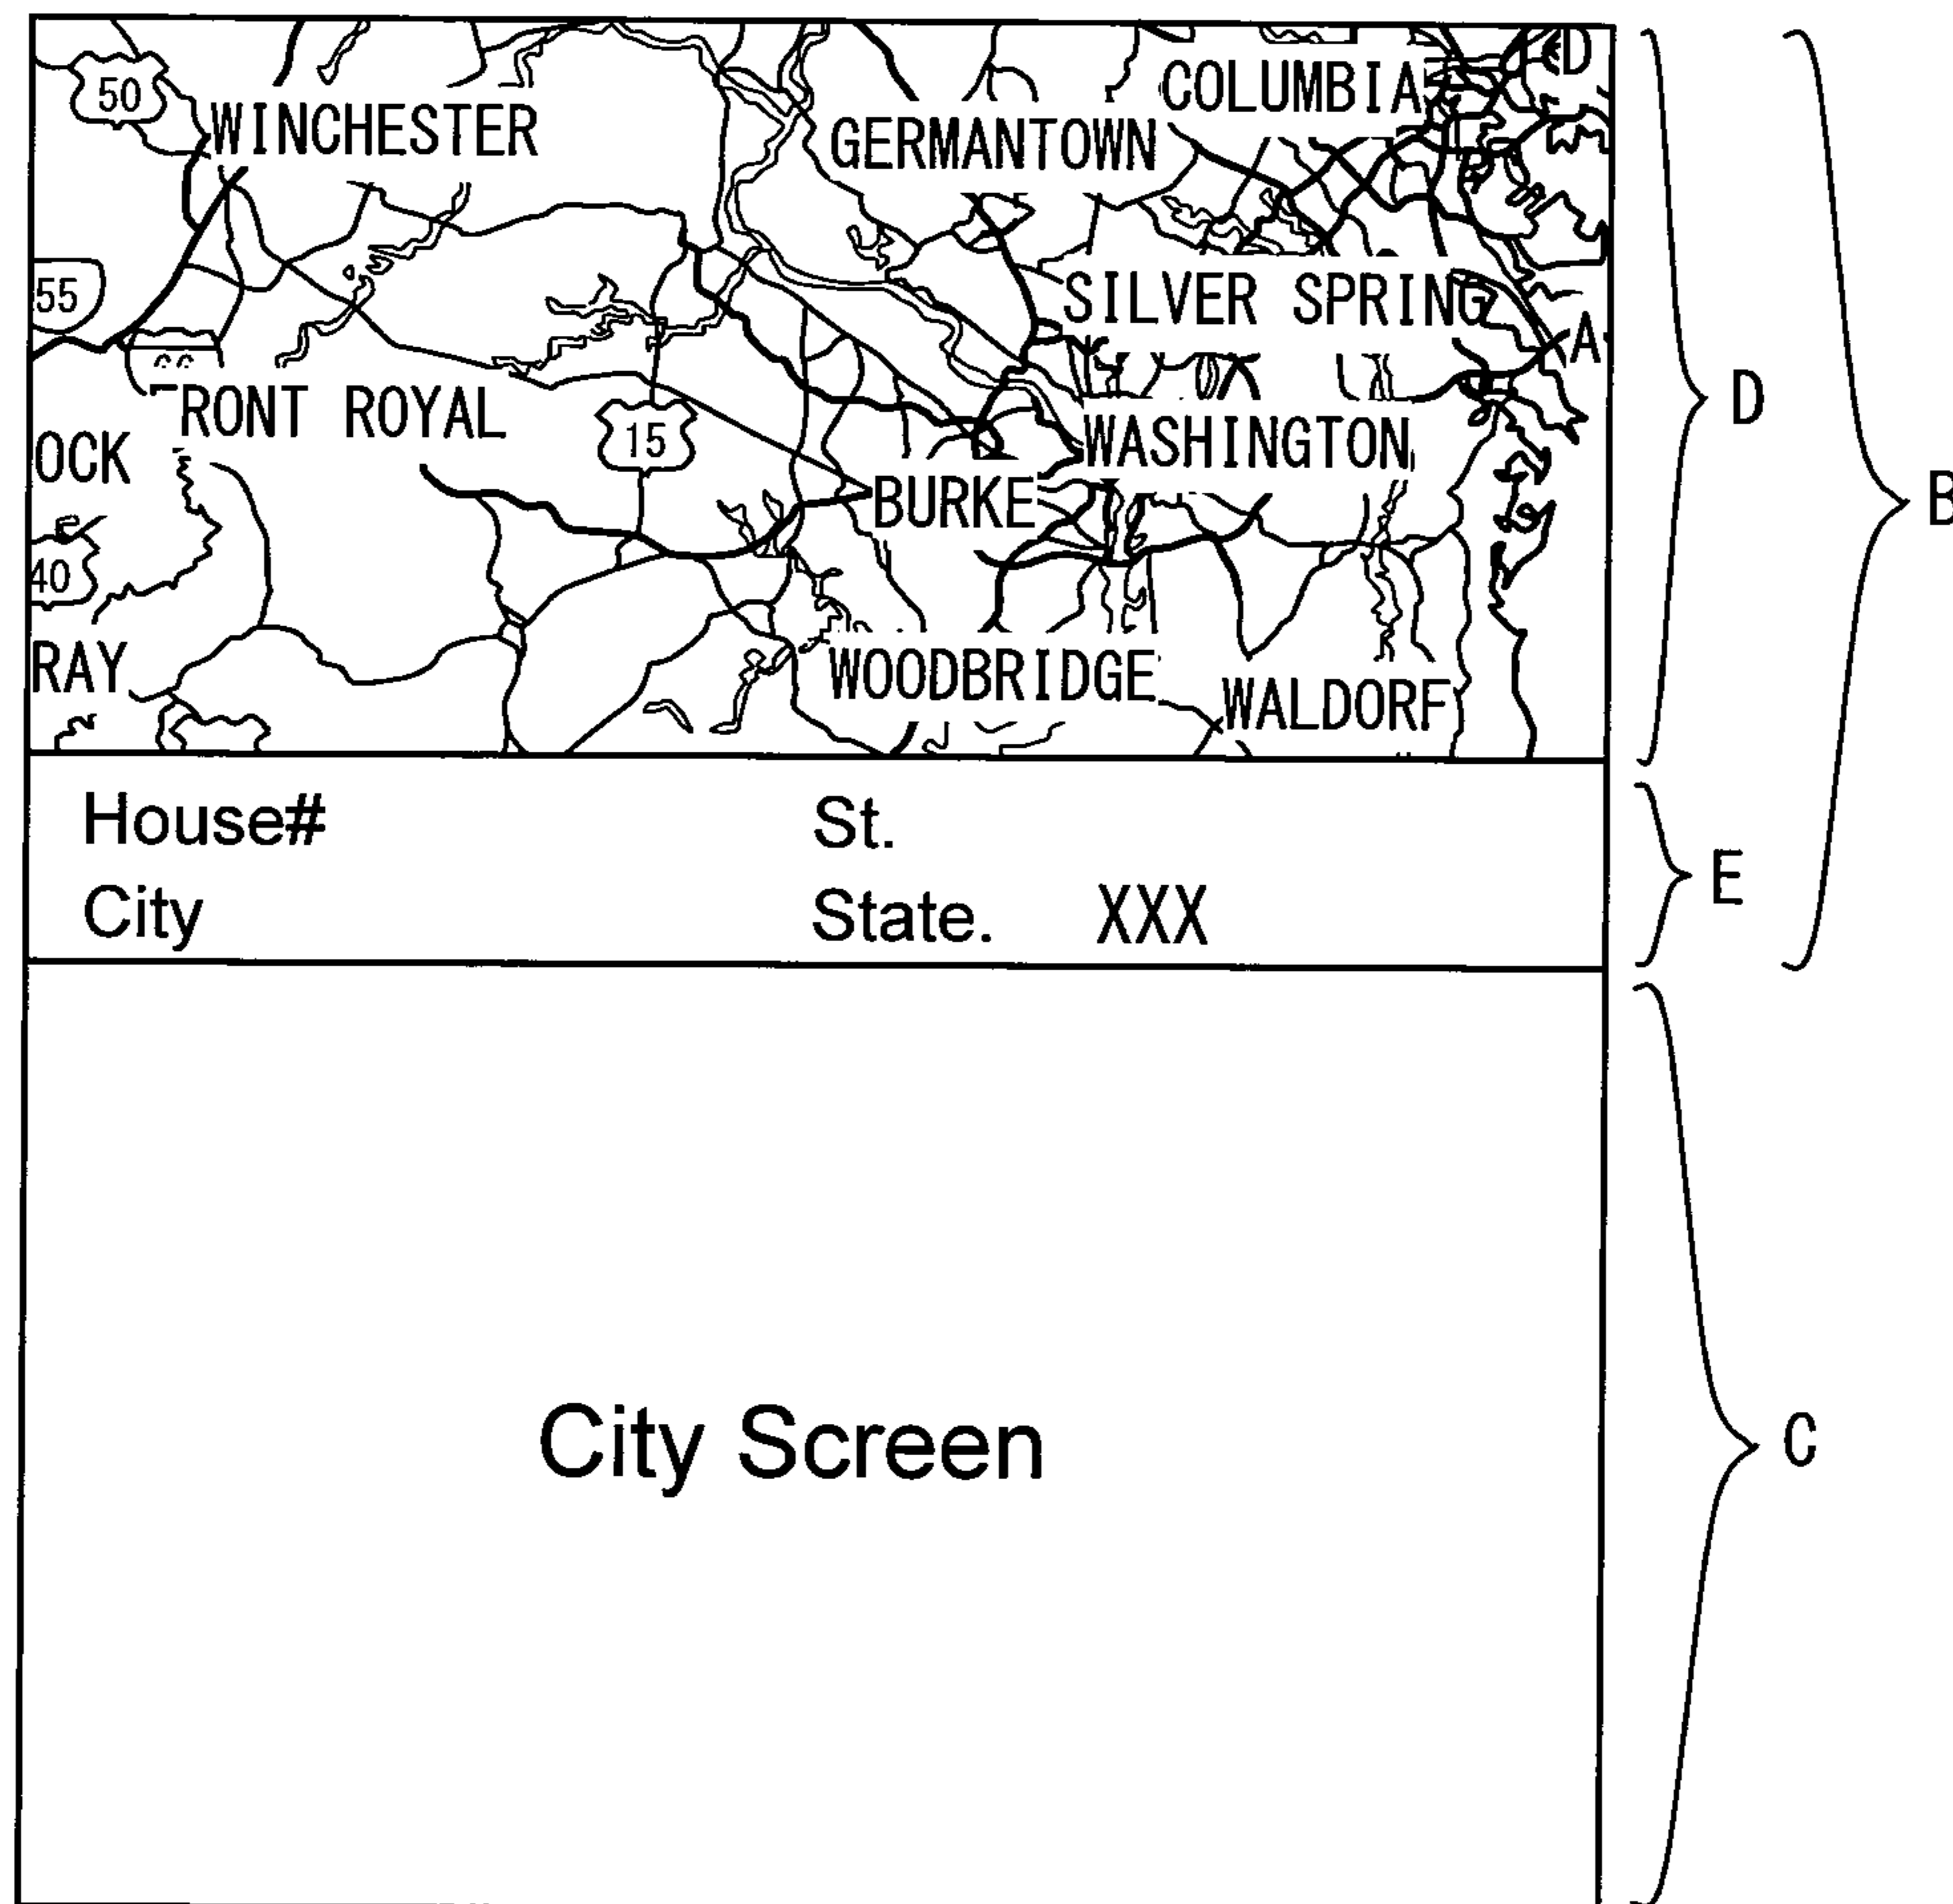 D
COLUMBIA
50
WINCHESTER
GERMANTOWN
55
SILVER SPRING
A
FRONT ROYAL
D
15
OCK
WASHINGTON
BURKE
B
40
RAY
WOODBRIDGE
WALDORF
House# St.
E
City State. XXX
City Screen
C